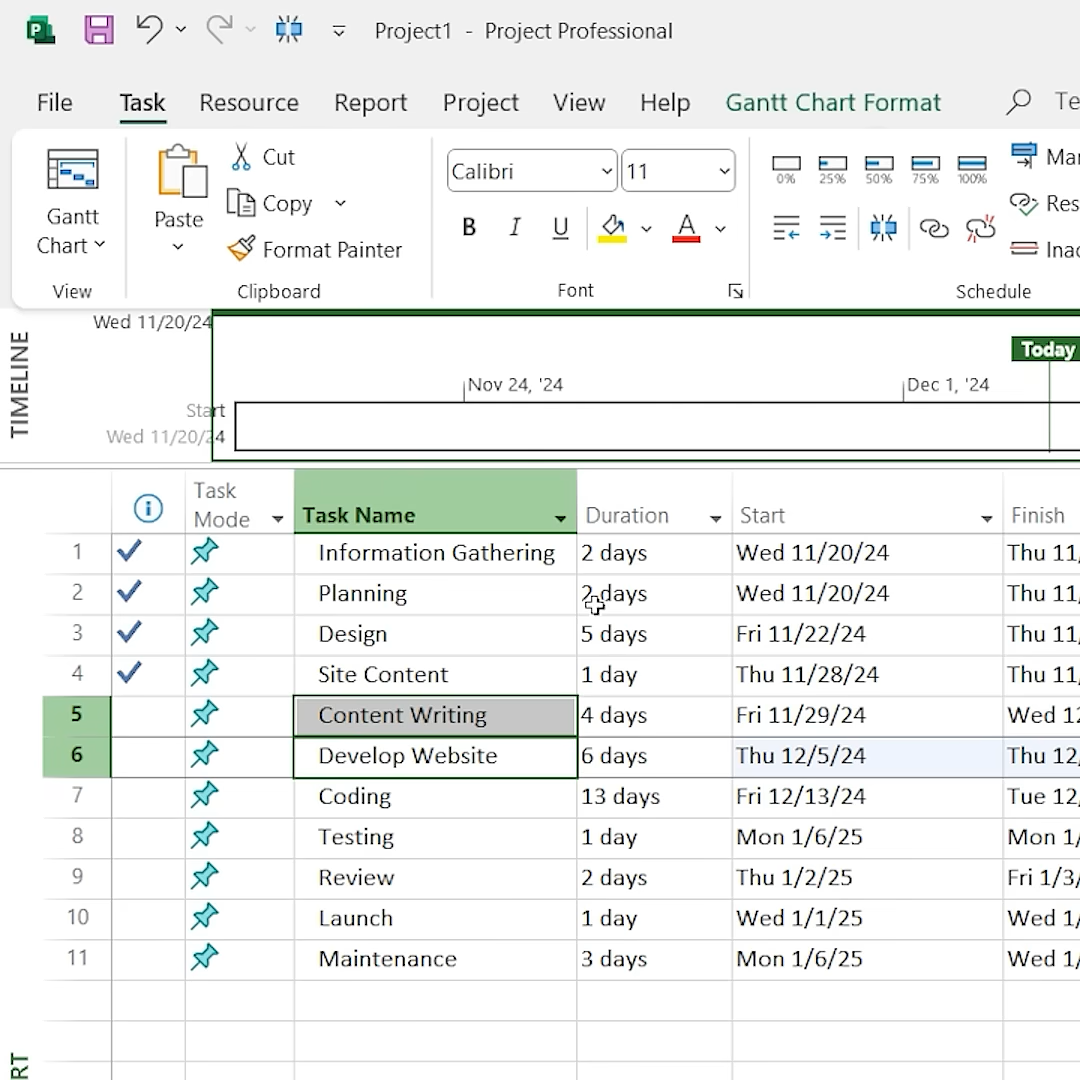 Project1 - Project Professional
File Task Resource Report Project View Help Gantt Chart Format Te
Gantt Chart
Paste
Cut
Copy
Format Painter
Calibri 11
B I U A
0% 25% 50% 75% 100%
Mar
Res
Inac
View Clipboard Font Schedule
TIMELINE
Wed 11/20/24
Today
Nov 24, '24 Dec 1, '24
Start
Wed 11/20/24
Task Mode Task Name Duration Start Finish
1 Information Gathering 2 days Wed 11/20/24 Thu 11/
2 Planning 2 days Wed 11/20/24 Thu 11/
3 Design 5 days Fri 11/22/24 Thu 11/
4 Site Content 1 day Thu 11/28/24 Thu 11/
5 Content Writing 4 days Fri 11/29/24 Wed 12
6 Develop Website 6 days Thu 12/5/24 Thu 12/
7 Coding 13 days Fri 12/13/24 Tue 12/
8 Testing 1 day Mon 1/6/25 Mon 1/
9 Review 2 days Thu 1/2/25 Fri 1/3/
10 Launch 1 day Wed 1/1/25 Wed 1/
11 Maintenance 3 days Mon 1/6/25 Wed 1/
RT